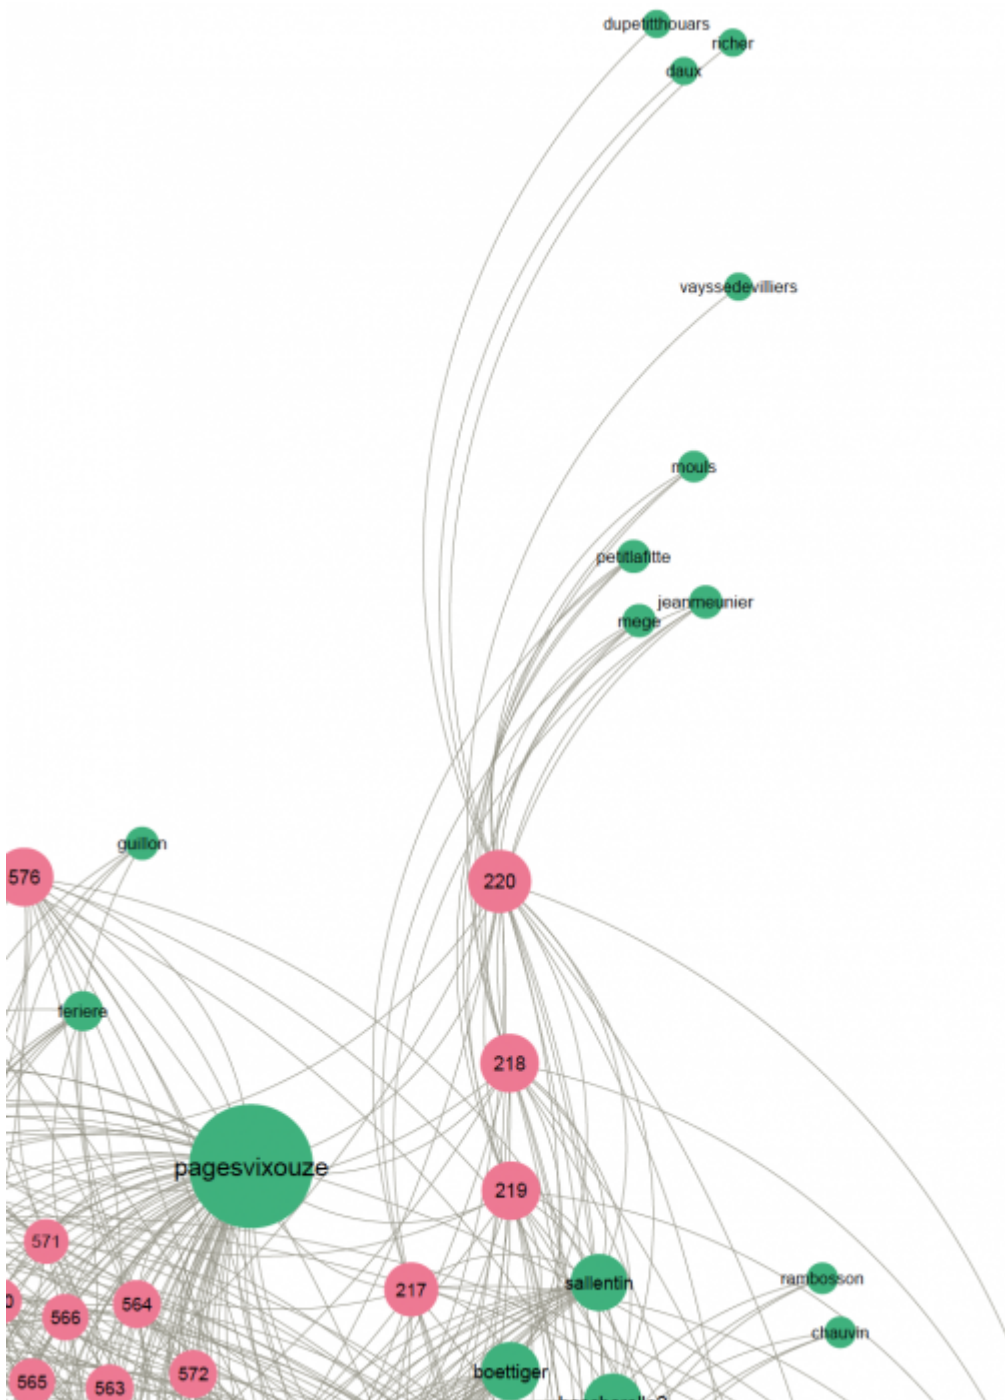 dupetitthouars
richer
daux
vayssedevilliers
mouls
petitlafitte
jeanmeunier
mege
guillon
576
220
feriere
218
pagesvixouze
219
571
217
sallentin
rambosson
0
566
564
chauvin
565
563
572
boettiger